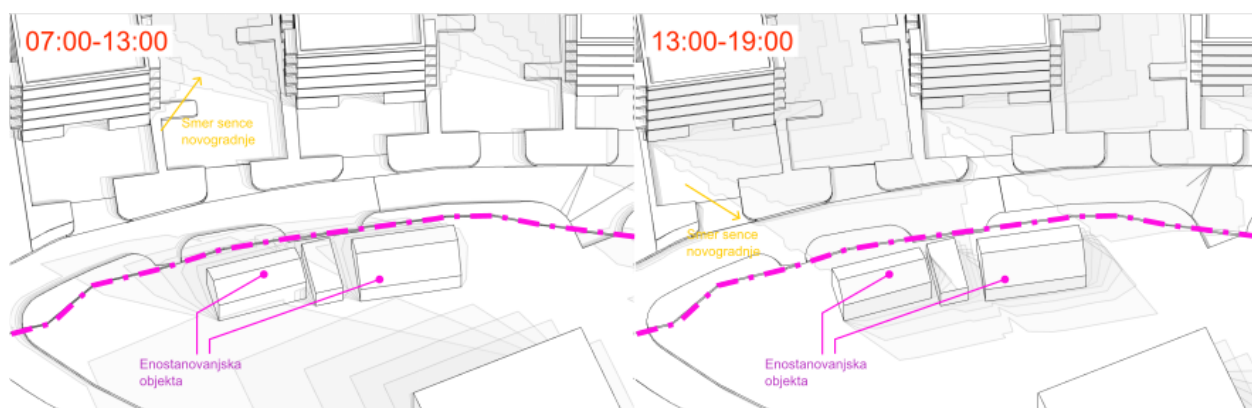 07:00-13:00
Smer sence
novogradnje
Enostanovanjska
objekta
13:00-19:00
Smer sence
novogradnje
Enostanovanjska
objekta